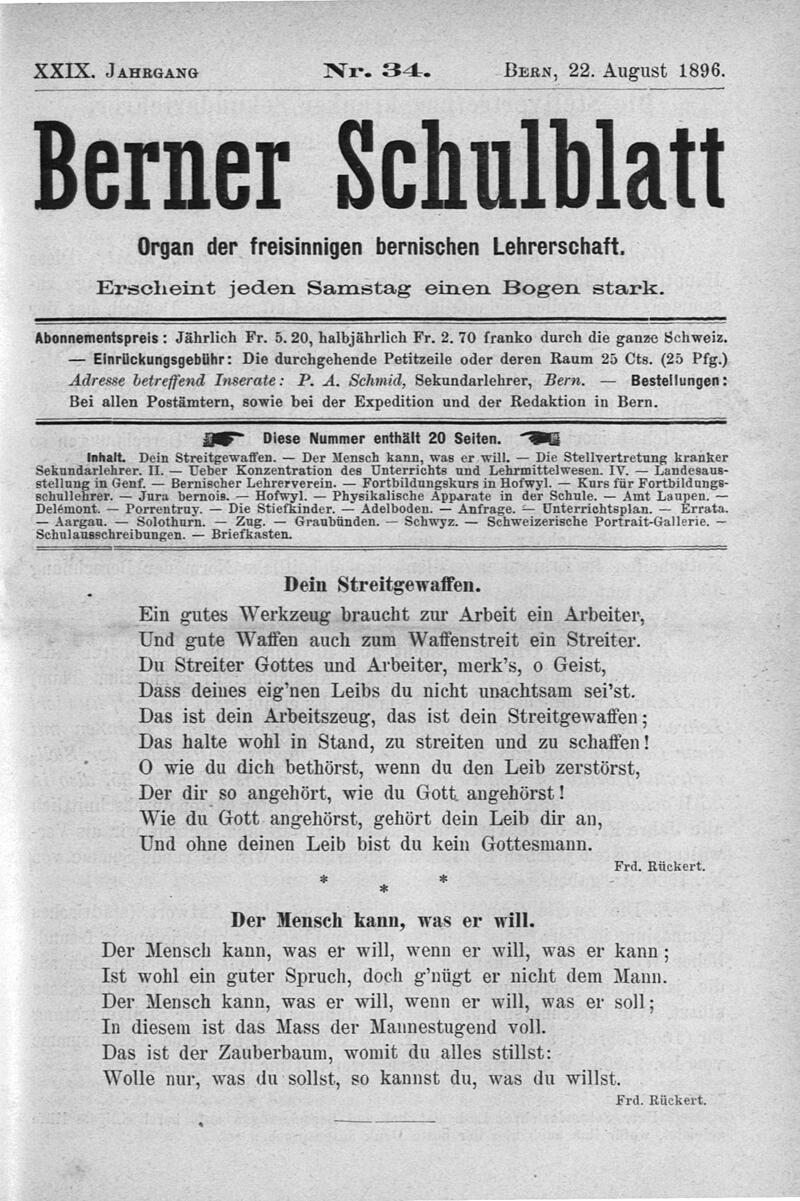 XXIX. Jahrgang Nr. 34. Bern, 22. August 1896.
Berner Schulblatt
Organ der freisinnigen bernischen Lehrerschaft.
Erscheint jeden Samstag einen Bogen stark.
Abonnementspreis: Jährlich Fr. 5. 20, halbjährlich Fr. 2. 70 franko durch die ganze Schweiz.
— Einrückungsgebühr: Die durchgehende Petitzeile oder deren Raum 25 Cts. (25 Pfg.)
Adresse betreffend Inserate: P. A. Schmid, Sekundarlehrer, Bern. — Bestellungen:
Bei allen Postämtern, sowie bei der Expedition und der Redaktion in Bern.
Diese Nummer enthält 20 Seiten.
Inhalt. Dein Streitgewaffen. — Der Mensch kann, was er will. — Die Stellvertretung kranker
Sekundarlehrer. II. — Ueber Konzentration des Unterrichts und Lehrmittelwesen. IV. — Landesaus-
stellung in Genf. — Bernischer Lehrerverein. — Fortbildungskurs in Hofwyl. — Kurs für Fortbildungs-
schullehrer. — Jura bernois. — Hofwyl. — Physikalische Apparate in der Schule. — Amt Laupen. —
Delémont. — Porrentruy. — Die Stiefkinder. — Adelboden. — Anfrage. — Unterrichtsplan. — Errata.
— Aargau. — Solothurn. — Zug. — Graubünden. — Schwyz. — Schweizerische Portrait-Gallerie. —
Schulausschreibungen. — Briefkasten.
Dein Streitgewaffen.
Ein gutes Werkzeug braucht zur Arbeit ein Arbeiter,
Und gute Waffen auch zum Waffenstreit ein Streiter.
Du Streiter Gottes und Arbeiter, merk's, o Geist,
Dass deines eig'nen Leibs du nicht unachtsam sei'st.
Das ist dein Arbeitszeug, das ist dein Streitgewaffen;
Das halte wohl in Stand, zu streiten und zu schaffen!
O wie du dich bethörst, wenn du den Leib zerstörst,
Der dir so angehört, wie du Gott angehörst!
Wie du Gott angehörst, gehört dein Leib dir an,
Und ohne deinen Leib bist du kein Gottesmann.
Frd. Rückert.
* * *
Der Mensch kann, was er will.
Der Mensch kann, was er will, wenn er will, was er kann;
Ist wohl ein guter Spruch, doch g'nügt er nicht dem Mann.
Der Mensch kann, was er will, wenn er will, was er soll;
In diesem ist das Mass der Mannestugend voll.
Das ist der Zauberbaum, womit du alles stillst:
Wolle nur, was du sollst, so kannst du, was du willst.
Frd. Rückert.